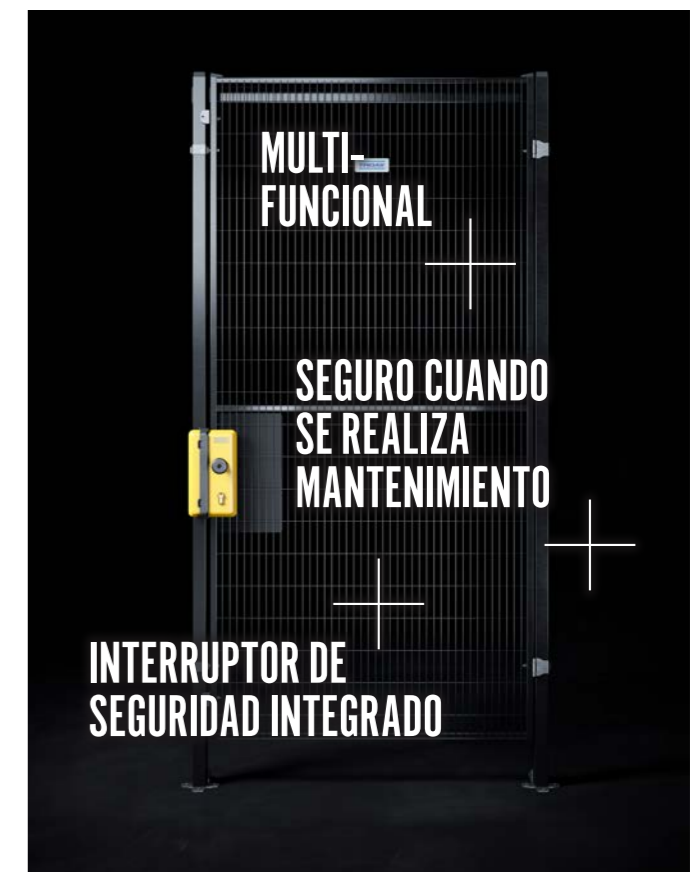 MULTI-
FUNCIONAL
SEGURO CUANDO
SE REALIZA
MANTENIMIENTO
INTERRUPTOR DE
SEGURIDAD INTEGRADO